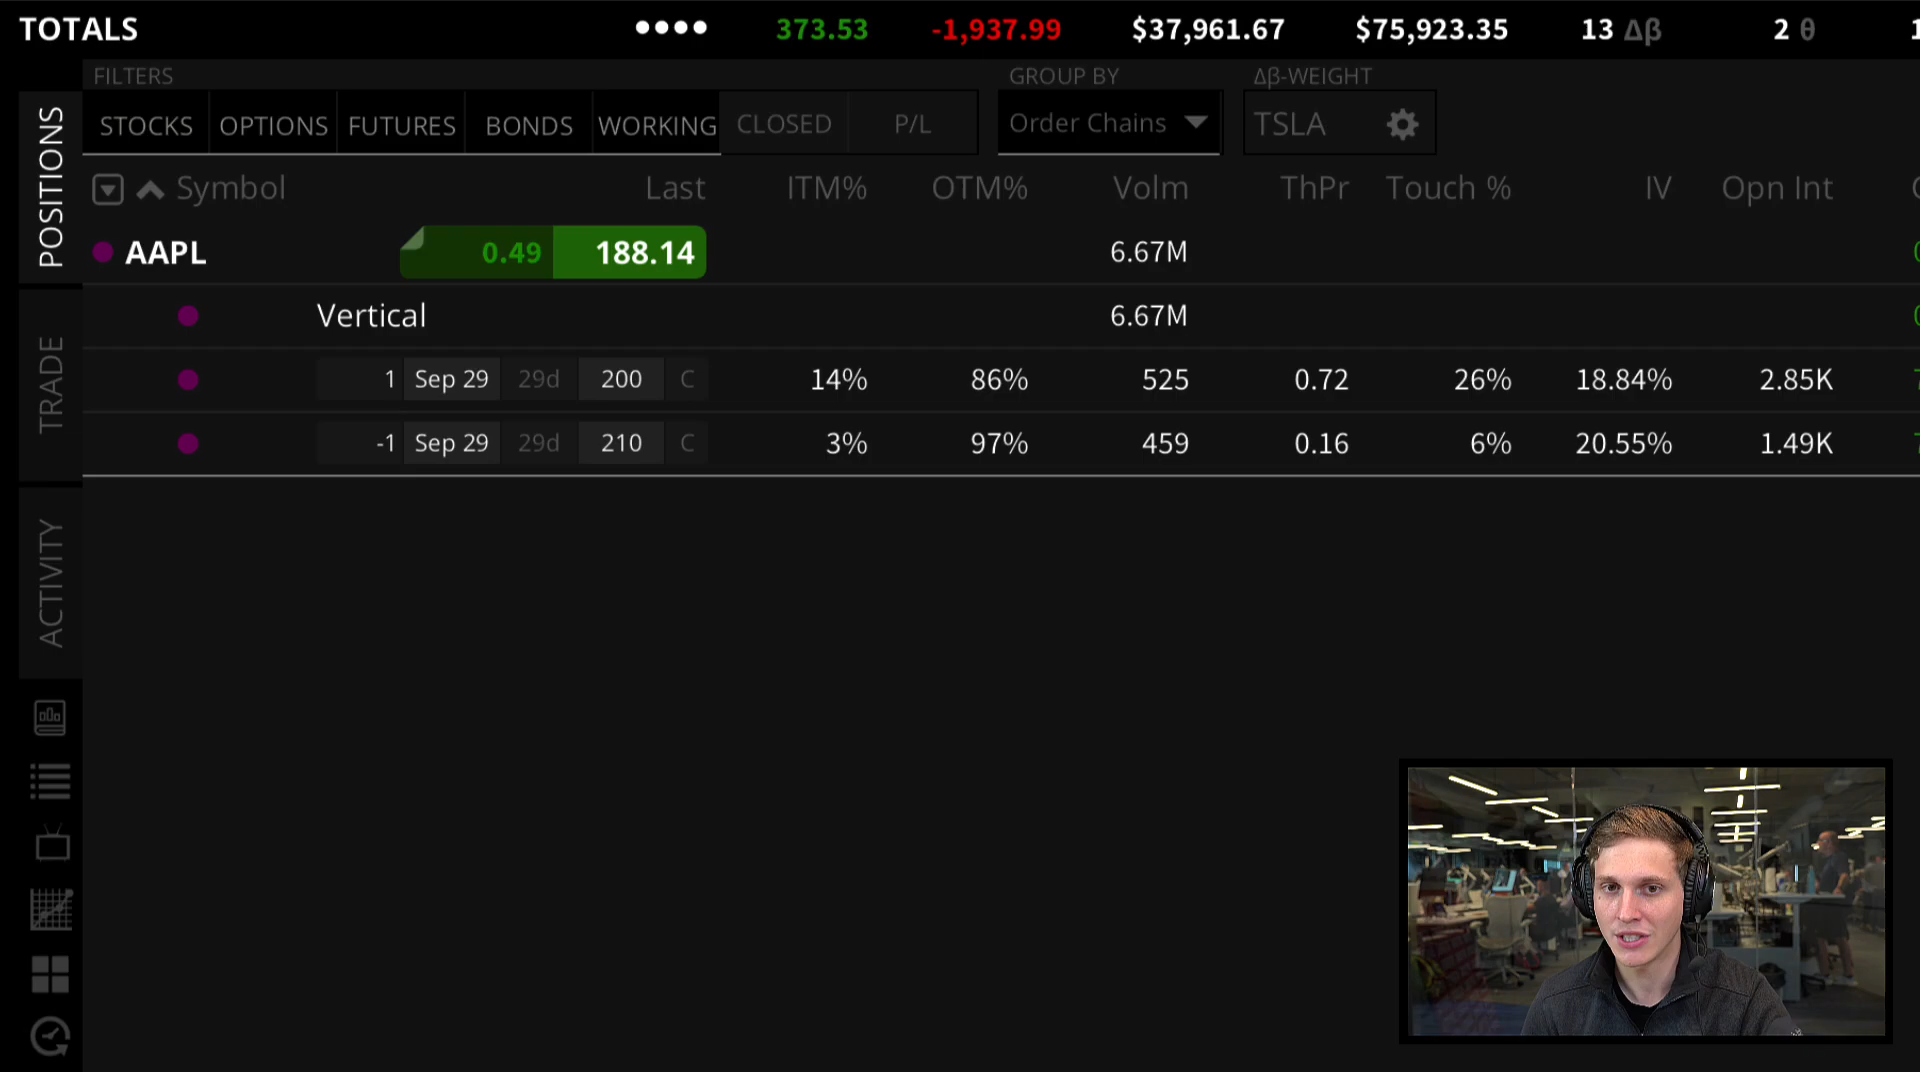 TOTALS •••• 373.53 -1,937.99 $37,961.67 $75,923.35 13 Δβ 2 θ
FILTERS GROUP BY Δβ-WEIGHT
STOCKS OPTIONS FUTURES BONDS WORKING CLOSED P/L Order Chains TSLA
POSITIONS
TRADE
ACTIVITY
Symbol Last ITM% OTM% Volm ThPr Touch % IV Opn Int
AAPL 0.49 188.14 6.67M
Vertical 6.67M
1 Sep 29 29d 200 C 14% 86% 525 0.72 26% 18.84% 2.85K
-1 Sep 29 29d 210 C 3% 97% 459 0.16 6% 20.55% 1.49K